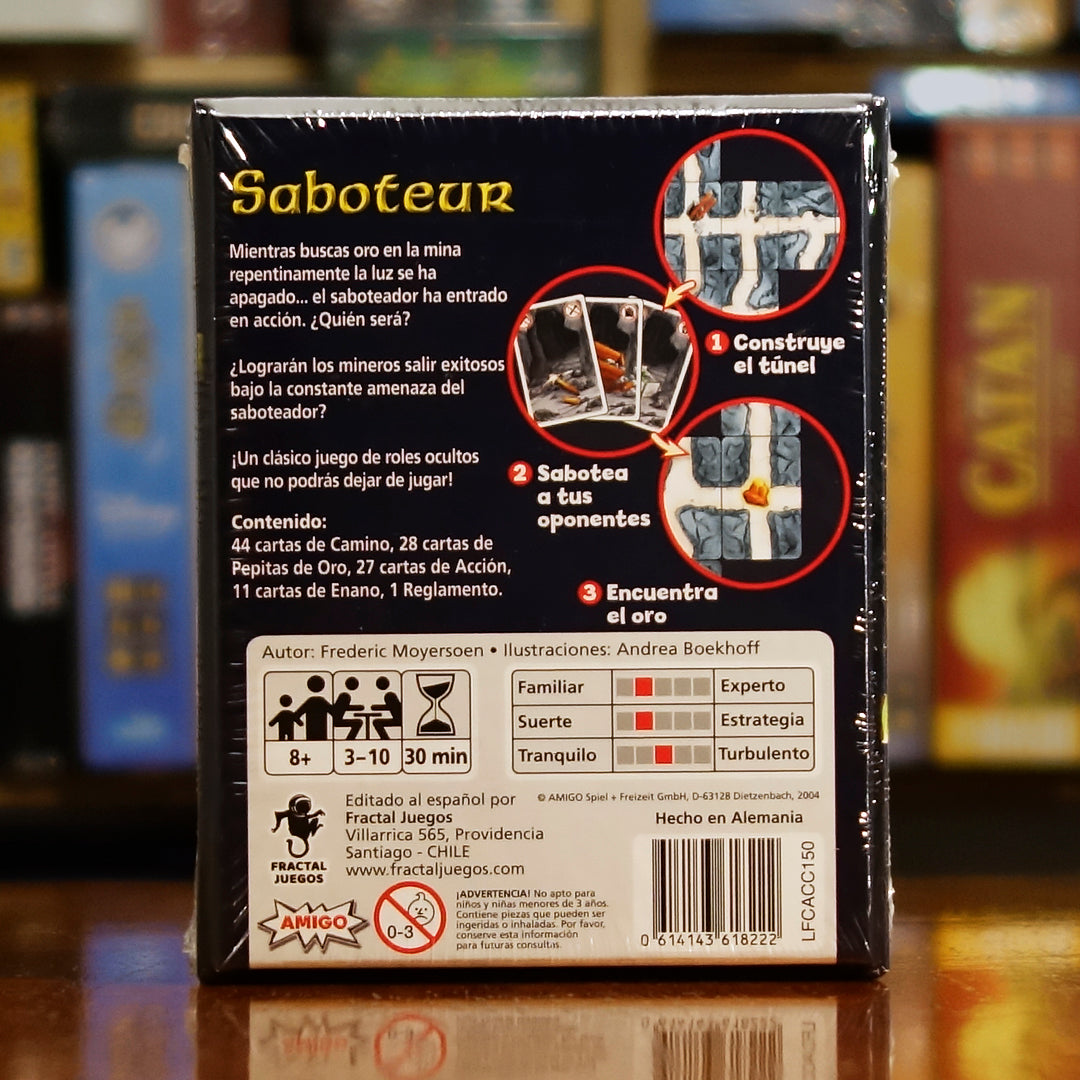 Saboteur
Mientras buscas oro en la mina
repentinamente la luz se ha
apagado... el saboteador ha entrado
en acción. ¿Quién será?
¿Lograrán los mineros salir exitosos
bajo la constante amenaza del
saboteador?
¡Un clásico juego de roles ocultos
que no podrás dejar de jugar!
Contenido:
44 cartas de Camino, 28 cartas de
Pepitas de Oro, 27 cartas de Acción,
11 cartas de Enano, 1 Reglamento.
1 Construye
el túnel
2 Sabotea
a tus
oponentes
3 Encuentra
el oro
Autor: Frederic Moyersoen • Ilustraciones: Andrea Boekhoff
8+ 3–10 30 min
Familiar Experto
Suerte Estrategia
Tranquilo Turbulento
FRACTAL
JUEGOS
Editado al español por
Fractal Juegos
Villarrica 565, Providencia
Santiago - CHILE
www.fractaljuegos.com
© AMIGO Spiel + Freizeit GmbH, D-63128 Dietzenbach, 2004
Hecho en Alemania
AMIGO
0-3
¡ADVERTENCIA! No apto para
niños y niñas menores de 3 años.
Contiene piezas que pueden ser
ingeridas o inhaladas. Por favor,
conserve esta información
para futuras consultas.
0 614143 618222
LFCACC150
CATAN